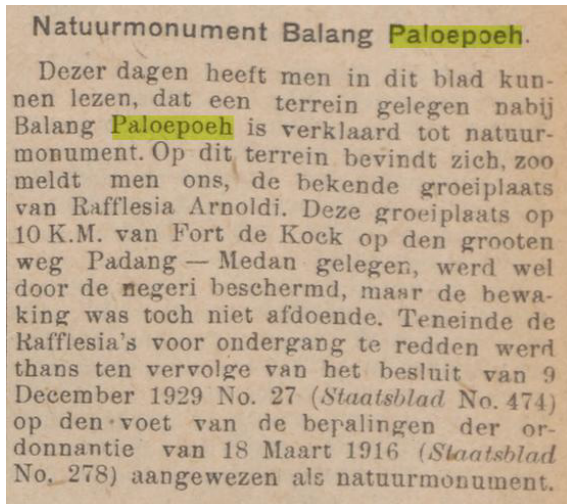 Natuurmonument Balang Paloepoeh.
Dezer dagen heeft men in dit blad kun-
nen lezen, dat een terrein gelegen nabij
Balang Paloepoeh is verklaard tot natuur-
monument. Op dit terrein bevindt zich, zoo
meldt men ons, de bekende groeiplaats
van Rafflesia Arnoldi. Deze groeiplaats op
10 K.M. van Fort de Kock op den grooten
weg Padang — Medan gelegen, werd wel
door de negeri beschermd, maar de bewa-
king was toch niet afdoende. Teneinde de
Rafflesia's voor ondergang te redden werd
thans ten vervolge van het besluit van 9
December 1929 No. 27 (Staatsblad No. 474)
op den voet van de bepalingen der or-
donnantie van 18 Maart 1916 (Staatsblad
No. 278) aangewezen als natuurmonument.